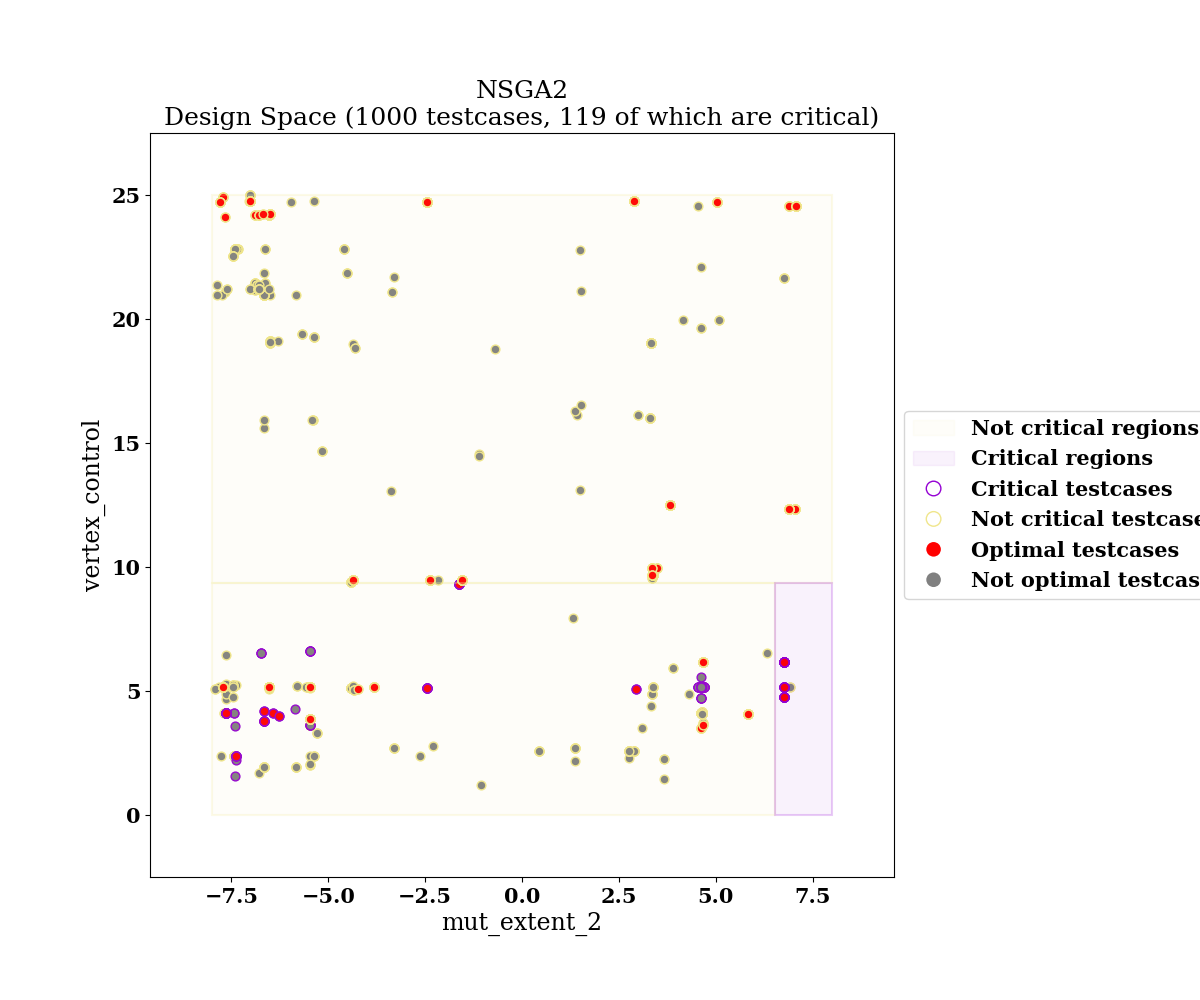 NSGA2
Design Space (1000 testcases, 119 of which are critical)
25
20
15
10
5
0
vertex_control
−7.5 −5.0 −2.5 0.0 2.5 5.0 7.5
mut_extent_2
Not critical regions
Critical regions
Critical testcases
Not critical testcase
Optimal testcases
Not optimal testcas